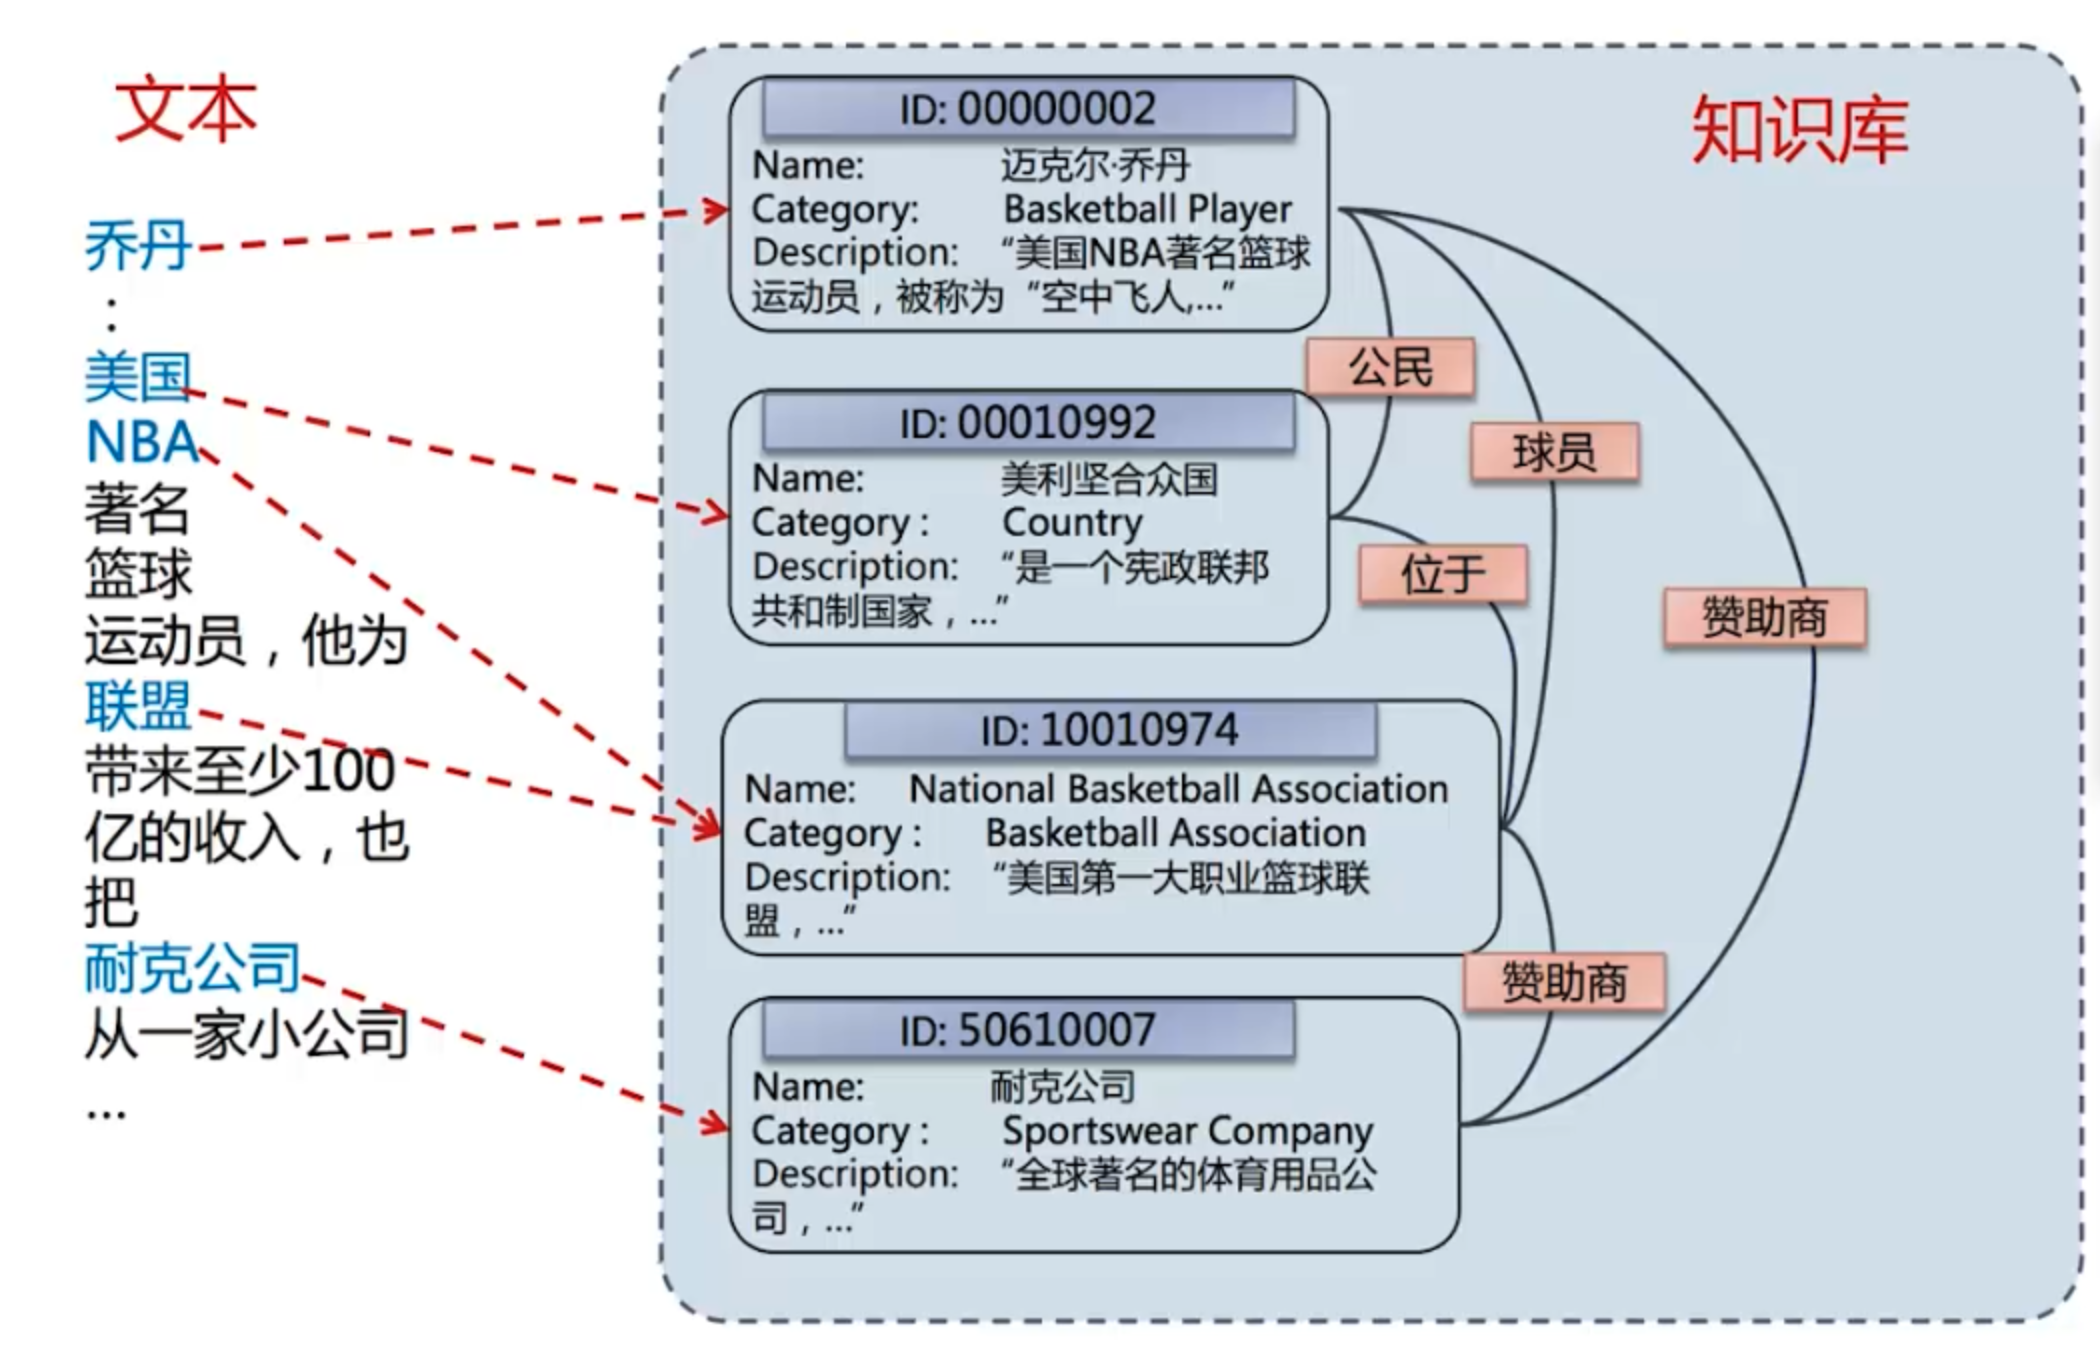 文本
乔丹
：
美国
NBA
著名
篮球
运动员，他为
联盟
带来至少100
亿的收入，也
把
耐克公司
从一家小公司
...
知识库
ID: 00000002
Name: 迈克尔·乔丹
Category: Basketball Player
Description: “美国NBA著名篮球
运动员，被称为“空中飞人,...”
ID: 00010992
Name: 美利坚合众国
Category : Country
Description: “是一个宪政联邦
共和制国家，...”
ID: 10010974
Name: National Basketball Association
Category : Basketball Association
Description: “美国第一大职业篮球联
盟，...”
ID: 50610007
Name: 耐克公司
Category : Sportswear Company
Description: “全球著名的体育用品公
司，...”
公民
球员
位于
赞助商
赞助商